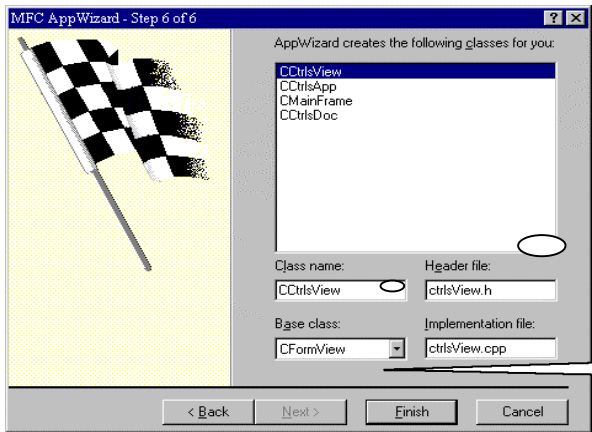 MFC AppWizard - Step 6 of 6
AppWizard creates the following classes for you:
CCtrlsView
CCtrlsApp
CMainFrame
CCtrlsDoc
Class name: Header file:
CCtrlsView ctrlsView.h
Base class: Implementation file:
CFormView ctrlsView.cpp
< Back Next > Finish Cancel